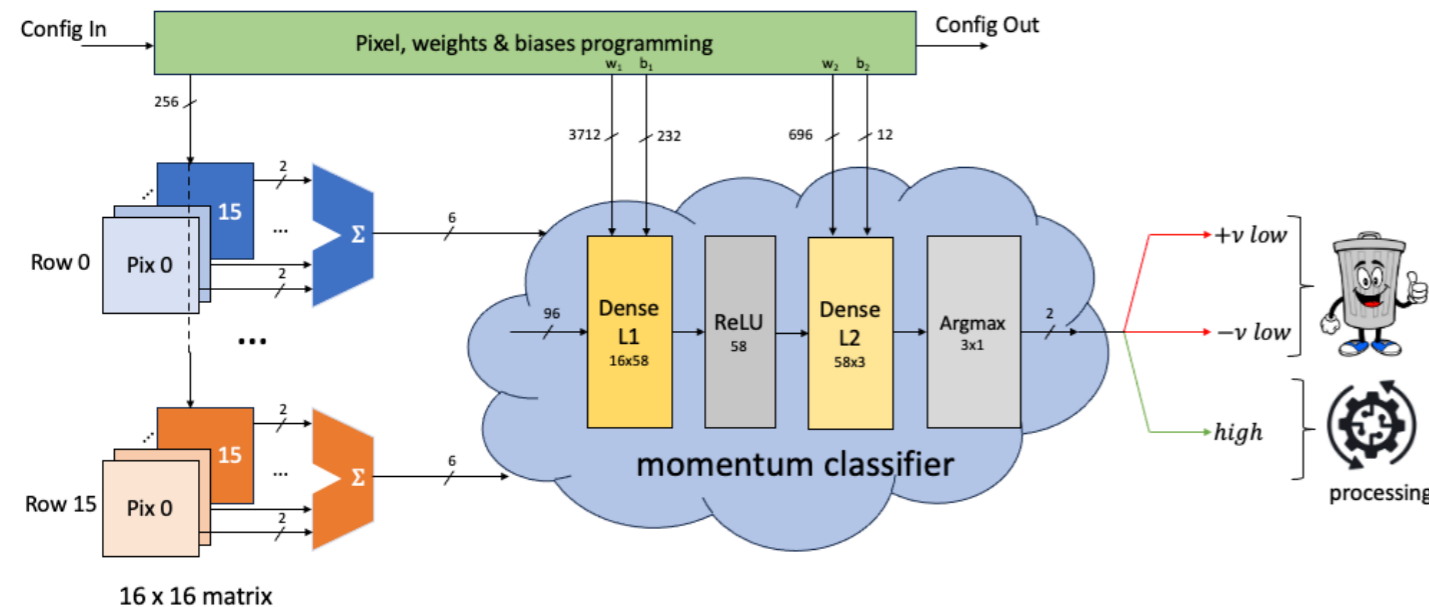 Config In
Pixel, weights & biases programming
Config Out
w₁ b₁
w₂ b₂
256
3712
232
696
12
2
15
...
...
Σ
6
Row 0
Pix 0
2
...
96
Dense
L1
16x58
ReLU
58
Dense
L2
58x3
Argmax
3x1
2
+v low
−v low
high
2
15
...
...
Σ
6
Row 15
Pix 0
2
momentum classifier
processing
16 x 16 matrix